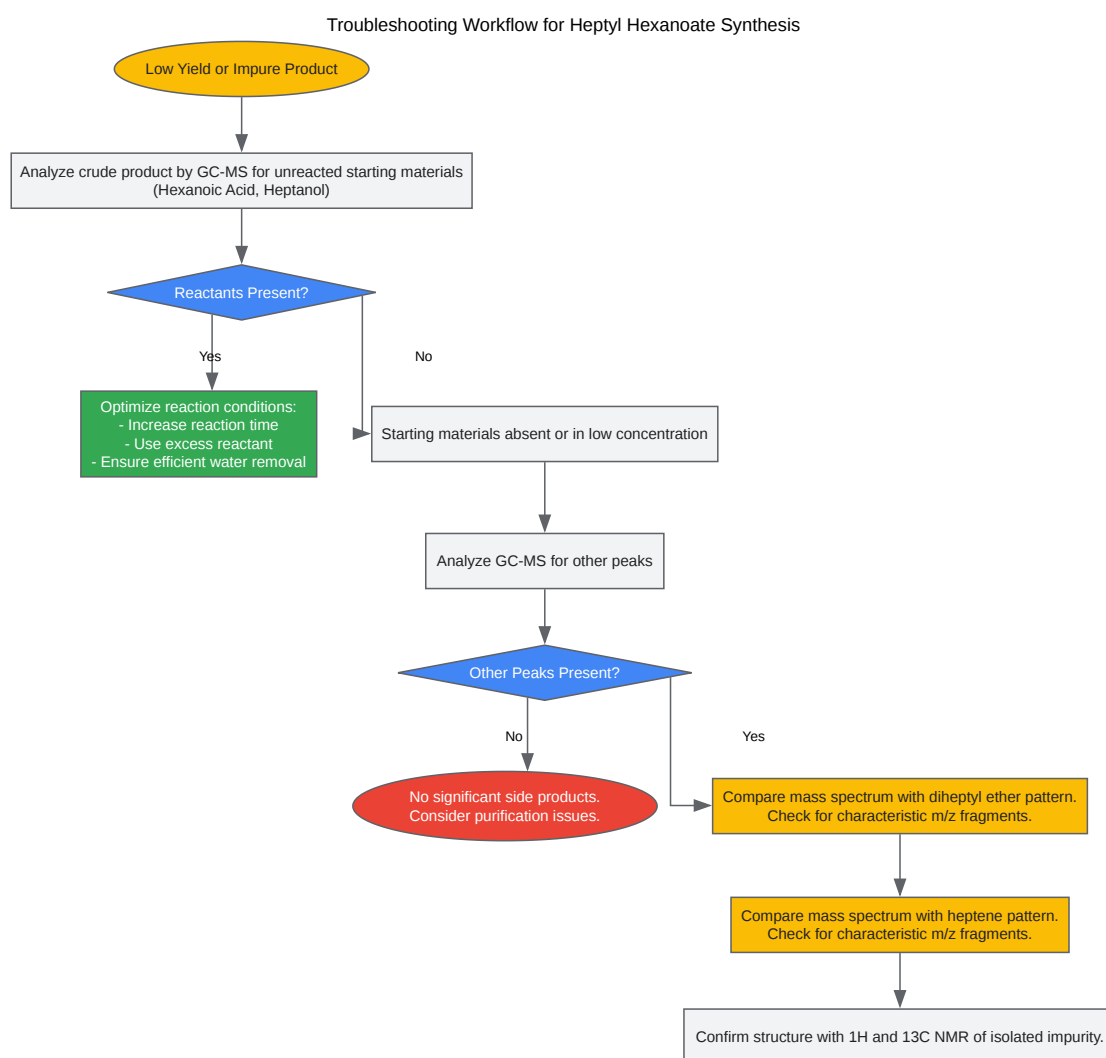 Troubleshooting Workflow for Heptyl Hexanoate Synthesis
Low Yield or Impure Product
Analyze crude product by GC-MS for unreacted starting materials
(Hexanoic Acid, Heptanol)
Reactants Present?
Yes
No
Optimize reaction conditions:
- Increase reaction time
- Use excess reactant
- Ensure efficient water removal
Starting materials absent or in low concentration
Analyze GC-MS for other peaks
Other Peaks Present?
No
Yes
No significant side products.
Consider purification issues.
Compare mass spectrum with diheptyl ether pattern.
Check for characteristic m/z fragments.
Compare mass spectrum with heptene pattern.
Check for characteristic m/z fragments.
Confirm structure with 1H and 13C NMR of isolated impurity.